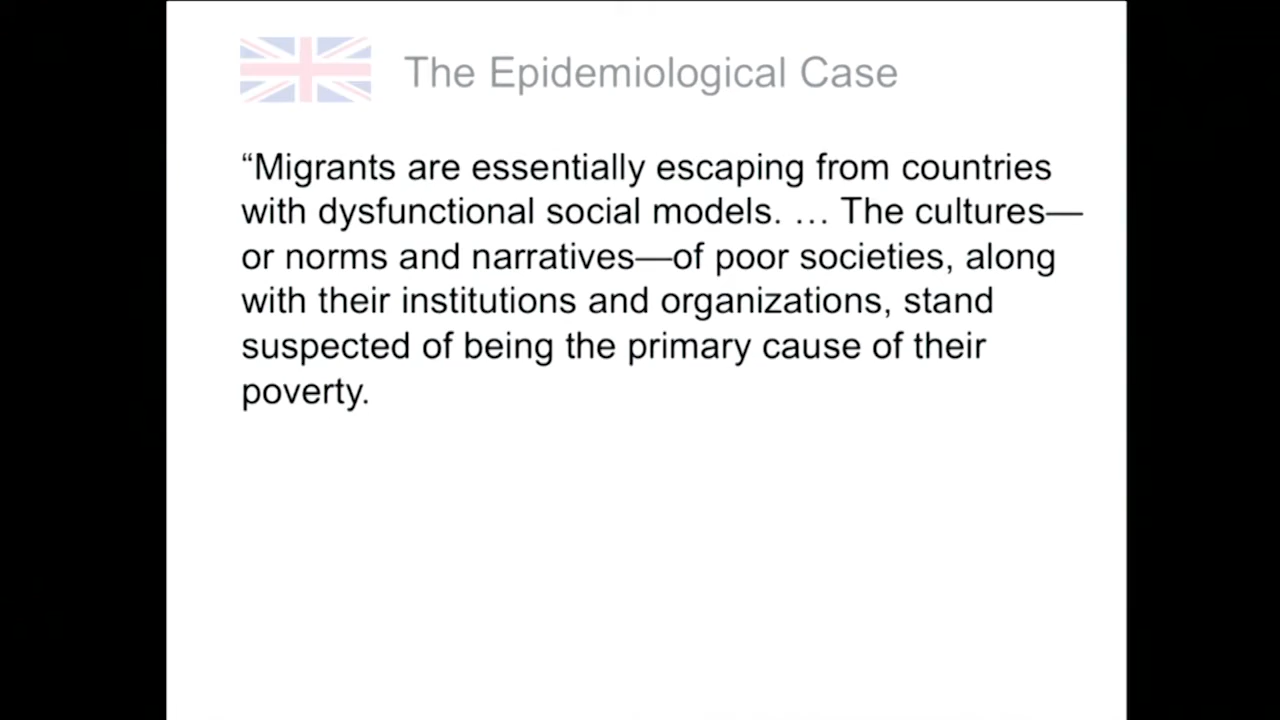 The Epidemiological Case
“Migrants are essentially escaping from countries
with dysfunctional social models. … The cultures—
or norms and narratives—of poor societies, along
with their institutions and organizations, stand
suspected of being the primary cause of their
poverty.